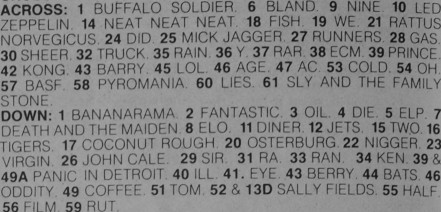 ACROSS: 1 BUFFALO SOLDIER. 6 BLAND. 9 NINE. 10 LED
ZEPPELIN. 14 NEAT NEAT NEAT. 18 FISH. 19 WE. 21 RATTUS
NORVEGICUS. 24 DID. 25 MICK JAGGER. 27 RUNNERS. 28 GAS.
30 SHEER. 32 TRUCK. 35 RAIN. 36 Y. 37 RAR. 38 ECM. 39 PRINCE.
42 KONG. 43 BARRY. 45 LOL. 46 AGE. 47 AC. 53 COLD. 54 OH.
57 BASF. 58 PYROMANIA. 60 LIES. 61 SLY AND THE FAMILY
STONE.
DOWN: 1 BANANARAMA. 2 FANTASTIC. 3 OIL. 4 DIE. 5 ELP. 7
DEATH AND THE MAIDEN. 8 ELO. 11 DINER. 12 JETS. 15 TWO. 16
TIGERS. 17 COCONUT ROUGH. 20 OSTERBURG. 22 NIGGER. 23
VIRGIN. 26 JOHN CALE. 29 SIR. 31 RA. 33 RAN. 34 KEN. 39 &
49A PANIC IN DETROIT. 40 ILL. 41. EYE. 43 BERRY. 44 BATS. 46
ODDITY. 49 COFFEE. 51 TOM. 52 & 13D SALLY FIELDS. 55 HALF.
56 FILM. 59 RUT.